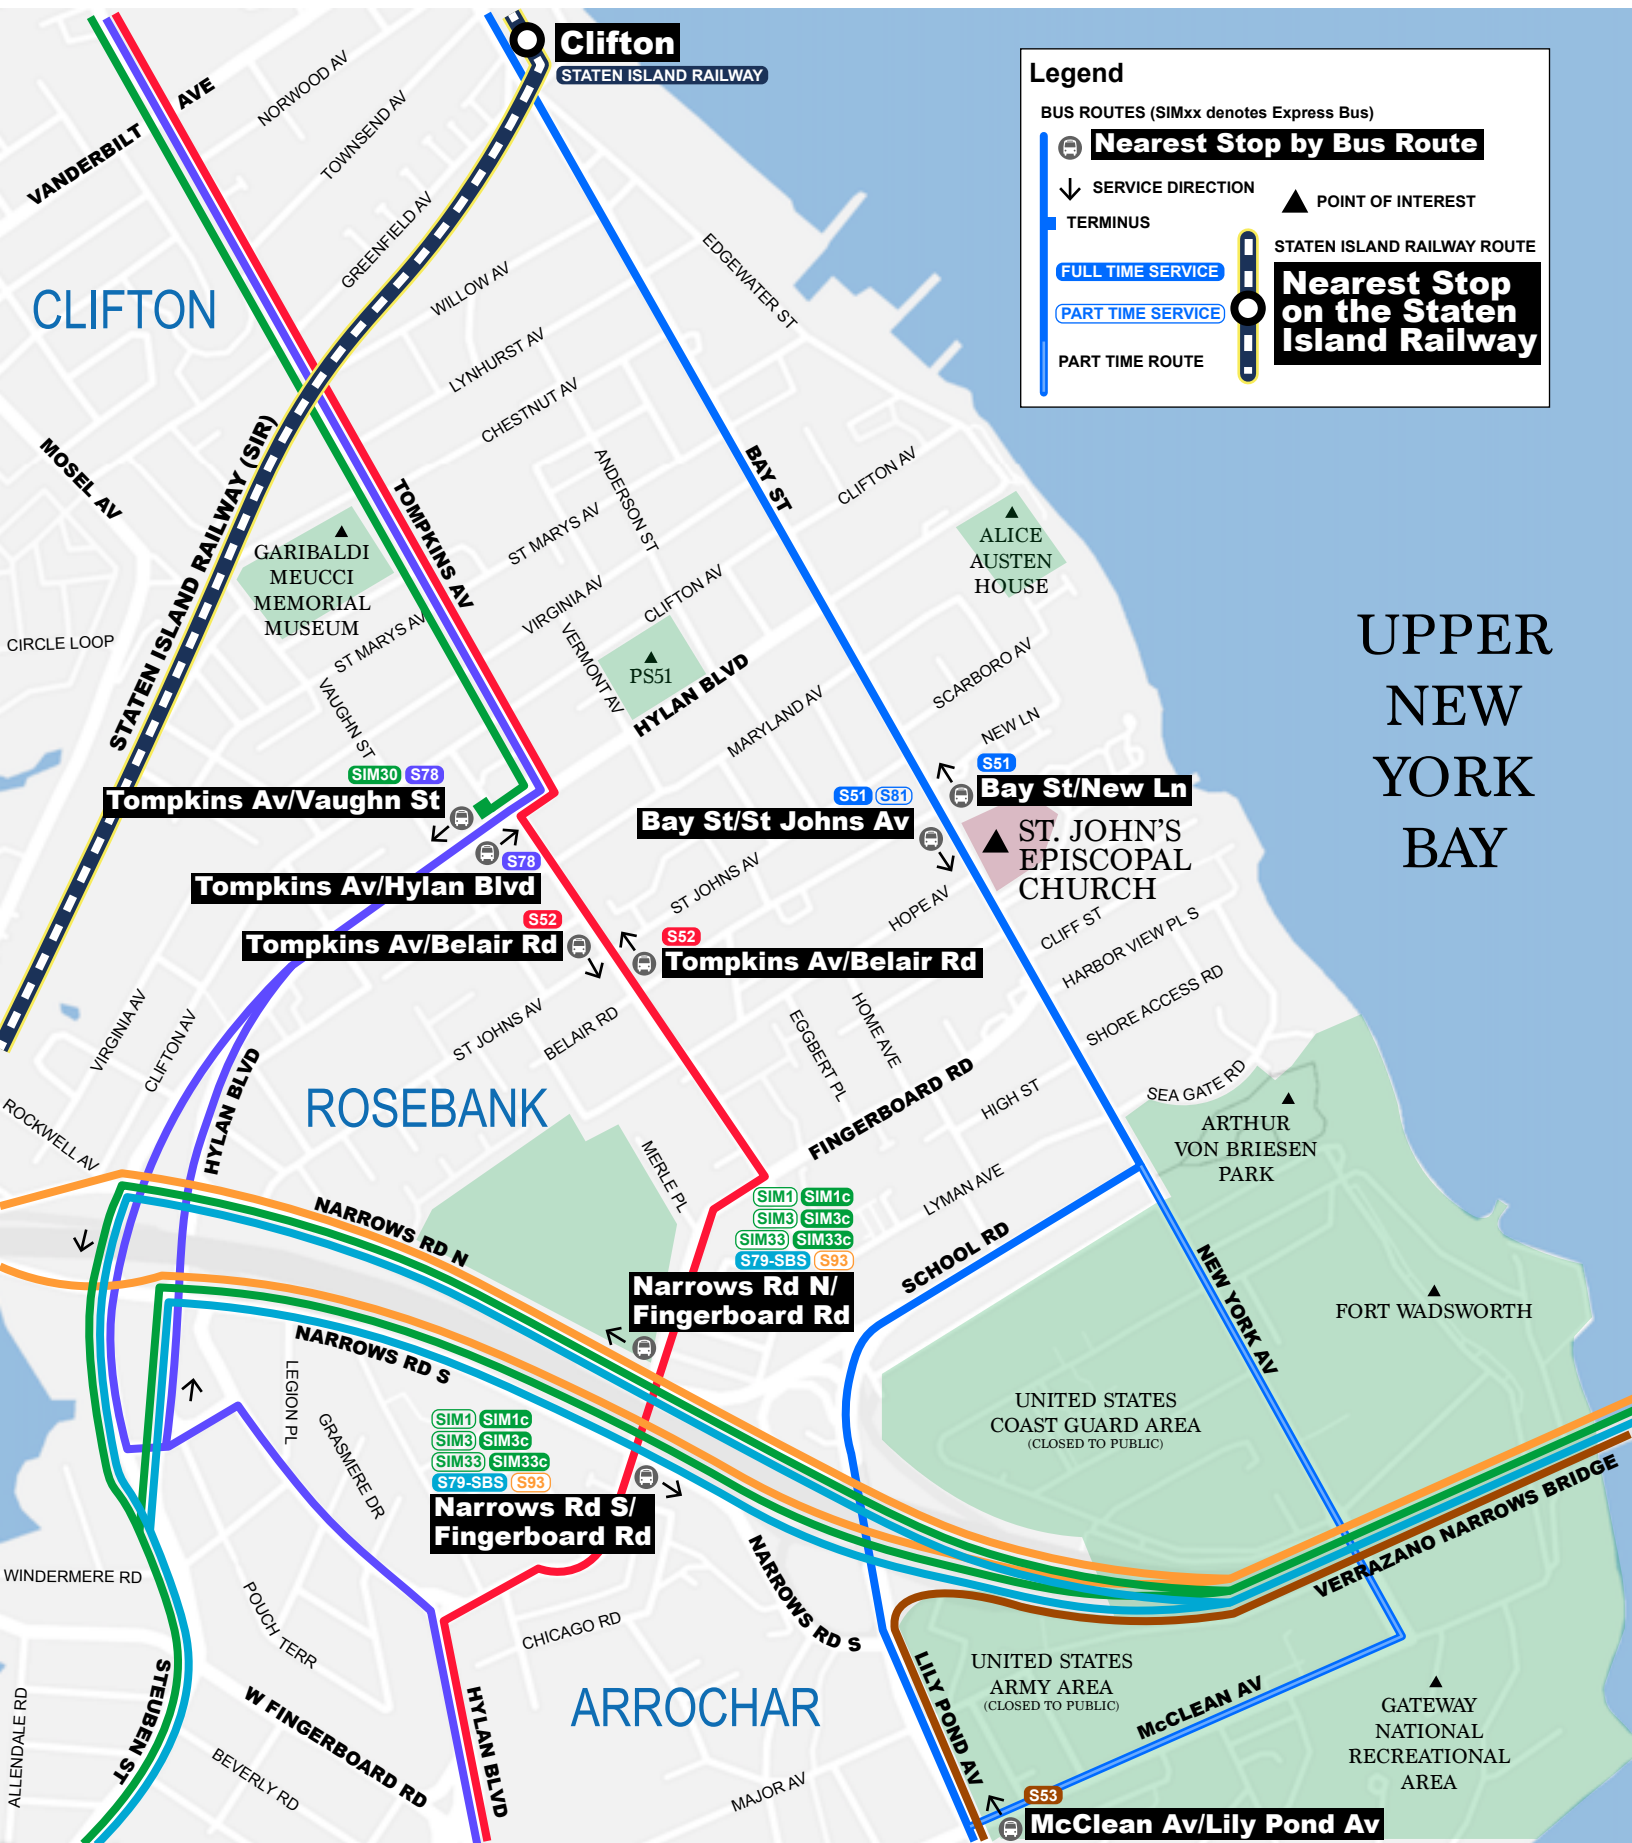 Clifton
STATEN ISLAND RAILWAY
Legend
BUS ROUTES (SIMxx denotes Express Bus)
Nearest Stop by Bus Route
SERVICE DIRECTION
POINT OF INTEREST
TERMINUS
STATEN ISLAND RAILWAY ROUTE
FULL TIME SERVICE
Nearest Stop
on the Staten
Island Railway
PART TIME SERVICE
PART TIME ROUTE
VANDERBILT AVE
NORWOOD AV
TOWNSEND AV
GREENFIELD AV
WILLOW AV
EDGEWATER ST
CLIFTON
LYNHURST AV
CHESTNUT AV
MOSEL AV
STATEN ISLAND RAILWAY (SIR)
TOMPKINS AV
ANDERSON ST
BAY ST
CLIFTON AV
ST MARYS AV
GARIBALDI
MEUCCI
MEMORIAL
MUSEUM
ALICE
AUSTEN
HOUSE
VIRGINIA AV
CLIFTON AV
CIRCLE LOOP
ST MARYS AV
VERMONT AV
PS51
HYLAN BLVD
VAUGHN ST
MARYLAND AV
SCARBORO AV
NEW LN
UPPER
NEW
YORK
BAY
SIM30 S78
Tompkins Av/Vaughn St
S51
Bay St/New Ln
S51 S81
Bay St/St Johns Av
ST. JOHN'S
EPISCOPAL
CHURCH
S78
Tompkins Av/Hylan Blvd
ST JOHNS AV
HOPE AV
CLIFF ST
HARBOR VIEW PL S
S52
Tompkins Av/Belair Rd
S52
Tompkins Av/Belair Rd
SHORE ACCESS RD
VIRGINIA AV
CLIFTON AV
ST JOHNS AV
BELAIR RD
EGGBERT PL
HOME AVE
HYLAN BLVD
ROSEBANK
FINGERBOARD RD
HIGH ST
SEA GATE RD
ROCKWELL AV
MERLE PL
ARTHUR
VON BRIESEN
PARK
LYMAN AVE
NARROWS RD N
SIM1 SIM1c
SIM3 SIM3c
SIM33 SIM33c
S79-SBS S93
Narrows Rd N/
Fingerboard Rd
SCHOOL RD
NEW YORK AV
FORT WADSWORTH
NARROWS RD S
LEGION PL
GRASMERE DR
UNITED STATES
COAST GUARD AREA
(CLOSED TO PUBLIC)
SIM1 SIM1c
SIM3 SIM3c
SIM33 SIM33c
S79-SBS S93
Narrows Rd S/
Fingerboard Rd
VERRAZANO NARROWS BRIDGE
WINDERMERE RD
POUCH TERR
NARROWS RD S
CHICAGO RD
STEUBEN ST
W FINGERBOARD RD
HYLAN BLVD
ARROCHAR
LILY POND AV
UNITED STATES
ARMY AREA
(CLOSED TO PUBLIC)
McCLEAN AV
GATEWAY
NATIONAL
RECREATIONAL
AREA
ALLENDALE RD
BEVERLY RD
MAJOR AV
S53
McClean Av/Lily Pond Av